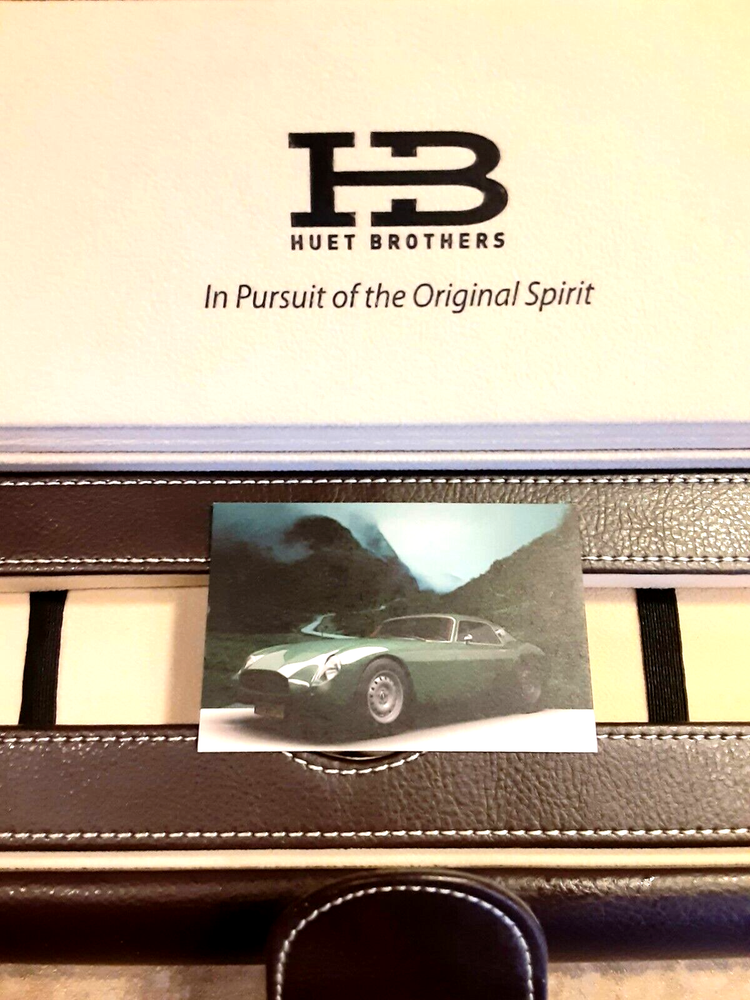 HB
HUET BROTHERS
In Pursuit of the Original Spirit